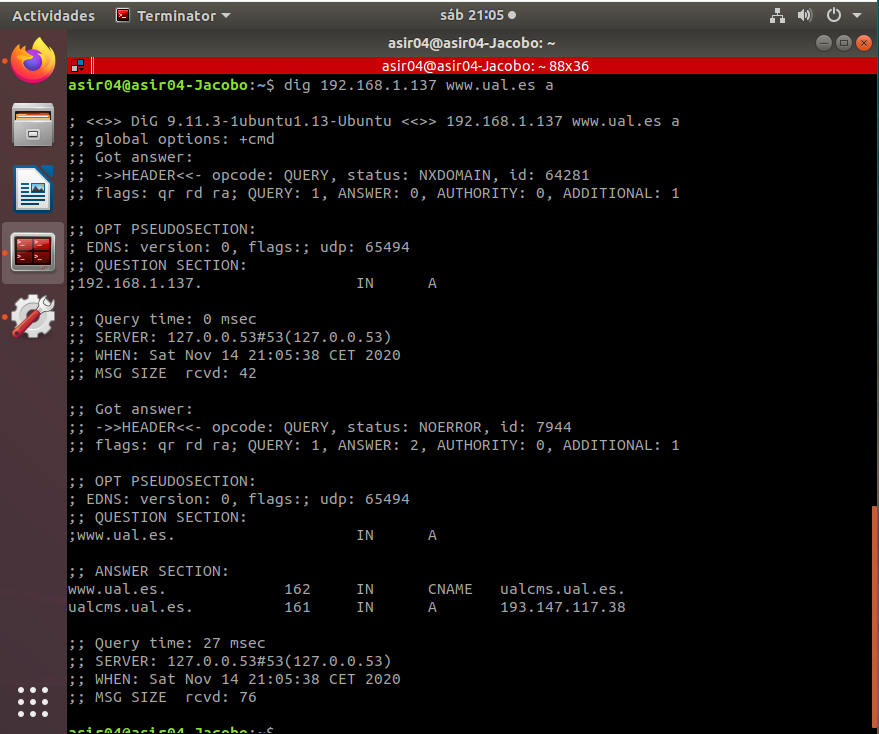 Actividades Terminator sáb 21:05
asir04@asir04-Jacobo: ~
asir04@asir04-Jacobo: ~ 88x36
asir04@asir04-Jacobo:~$ dig 192.168.1.137 www.ual.es a

; <<>> DiG 9.11.3-1ubuntu1.13-Ubuntu <<>> 192.168.1.137 www.ual.es a
;; global options: +cmd
;; Got answer:
;; ->>HEADER<<- opcode: QUERY, status: NXDOMAIN, id: 64281
;; flags: qr rd ra; QUERY: 1, ANSWER: 0, AUTHORITY: 0, ADDITIONAL: 1

;; OPT PSEUDOSECTION:
; EDNS: version: 0, flags:; udp: 65494
;; QUESTION SECTION:
;192.168.1.137. IN A

;; Query time: 0 msec
;; SERVER: 127.0.0.53#53(127.0.0.53)
;; WHEN: Sat Nov 14 21:05:38 CET 2020
;; MSG SIZE rcvd: 42

;; Got answer:
;; ->>HEADER<<- opcode: QUERY, status: NOERROR, id: 7944
;; flags: qr rd ra; QUERY: 1, ANSWER: 2, AUTHORITY: 0, ADDITIONAL: 1

;; OPT PSEUDOSECTION:
; EDNS: version: 0, flags:; udp: 65494
;; QUESTION SECTION:
;www.ual.es. IN A

;; ANSWER SECTION:
www.ual.es. 162 IN CNAME ualcms.ual.es.
ualcms.ual.es. 161 IN A 193.147.117.38

;; Query time: 27 msec
;; SERVER: 127.0.0.53#53(127.0.0.53)
;; WHEN: Sat Nov 14 21:05:38 CET 2020
;; MSG SIZE rcvd: 76

asir04@asir04-Jacobo:~$